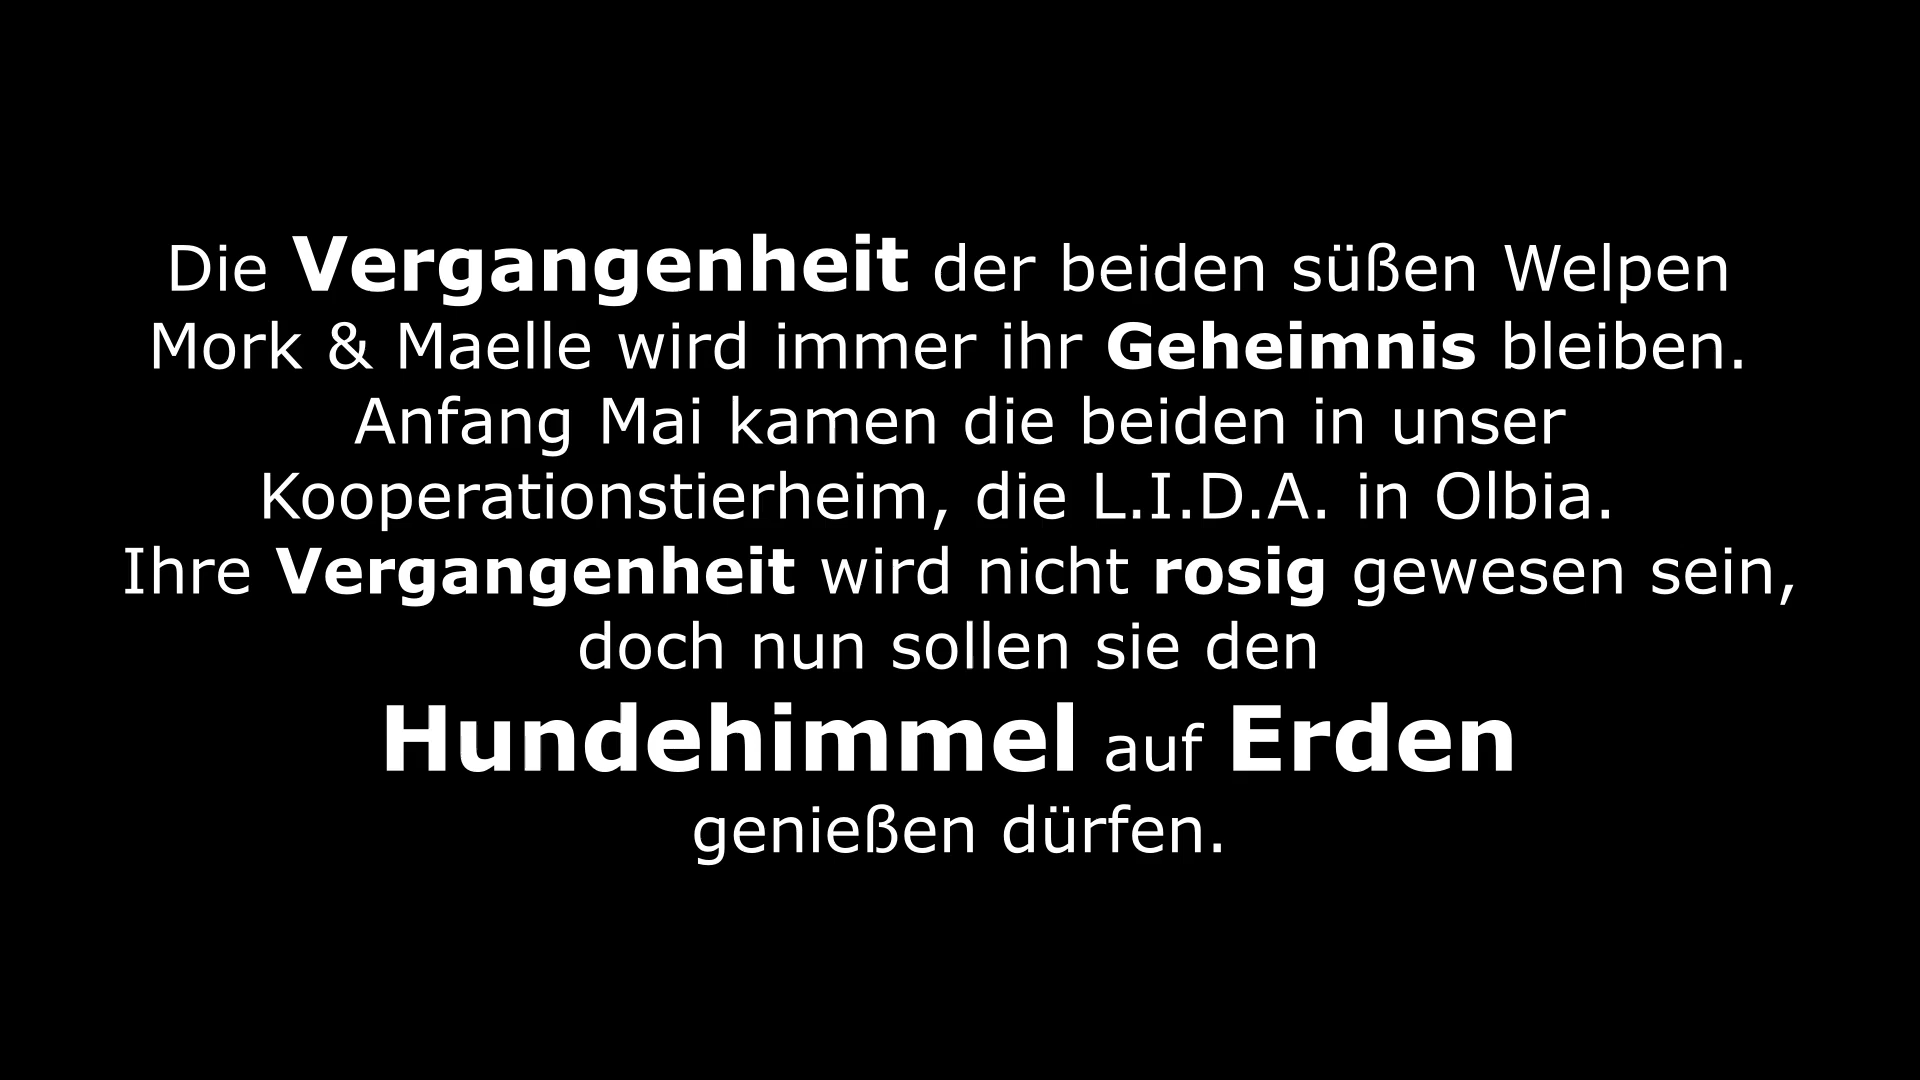 Die Vergangenheit der beiden süßen Welpen
Mork & Maelle wird immer ihr Geheimnis bleiben.
Anfang Mai kamen die beiden in unser
Kooperationstierheim, die L.I.D.A. in Olbia.
Ihre Vergangenheit wird nicht rosig gewesen sein,
doch nun sollen sie den
Hundehimmel auf Erden
genießen dürfen.